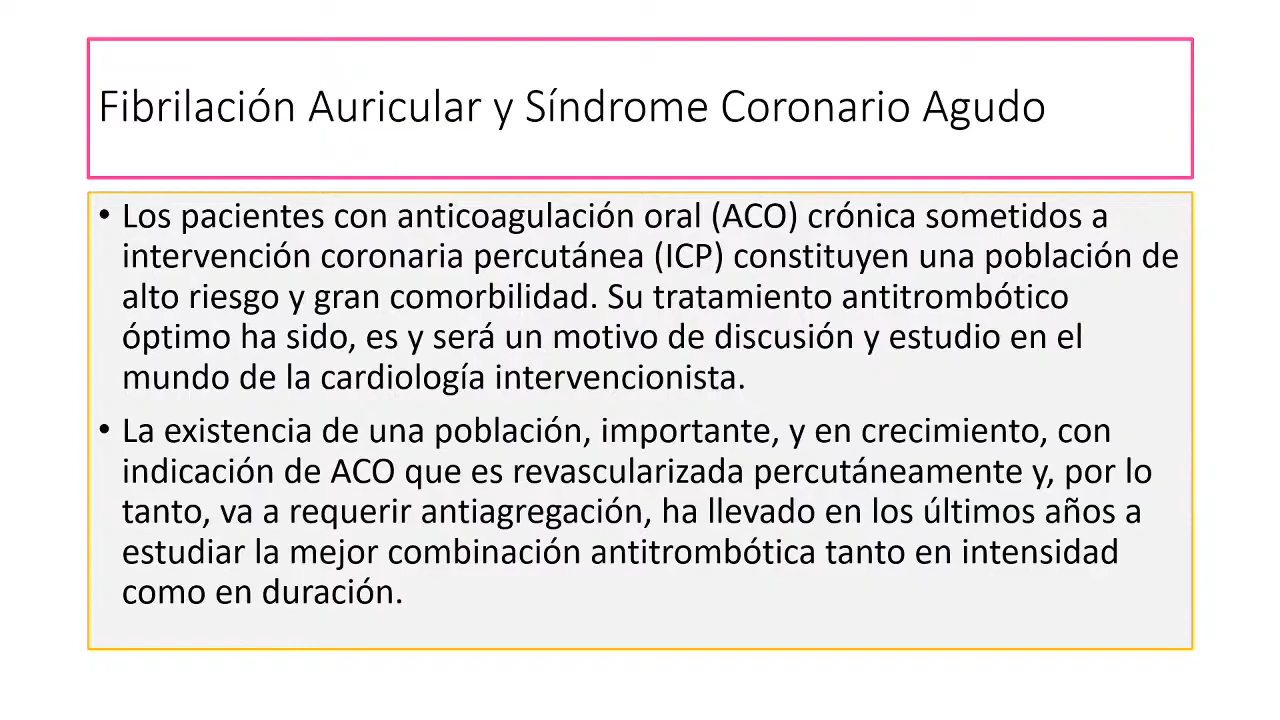 Fibrilación Auricular y Síndrome Coronario Agudo
• Los pacientes con anticoagulación oral (ACO) crónica sometidos a
intervención coronaria percutánea (ICP) constituyen una población de
alto riesgo y gran comorbilidad. Su tratamiento antitrombótico
óptimo ha sido, es y será un motivo de discusión y estudio en el
mundo de la cardiología intervencionista.
• La existencia de una población, importante, y en crecimiento, con
indicación de ACO que es revascularizada percutáneamente y, por lo
tanto, va a requerir antiagregación, ha llevado en los últimos años a
estudiar la mejor combinación antitrombótica tanto en intensidad
como en duración.